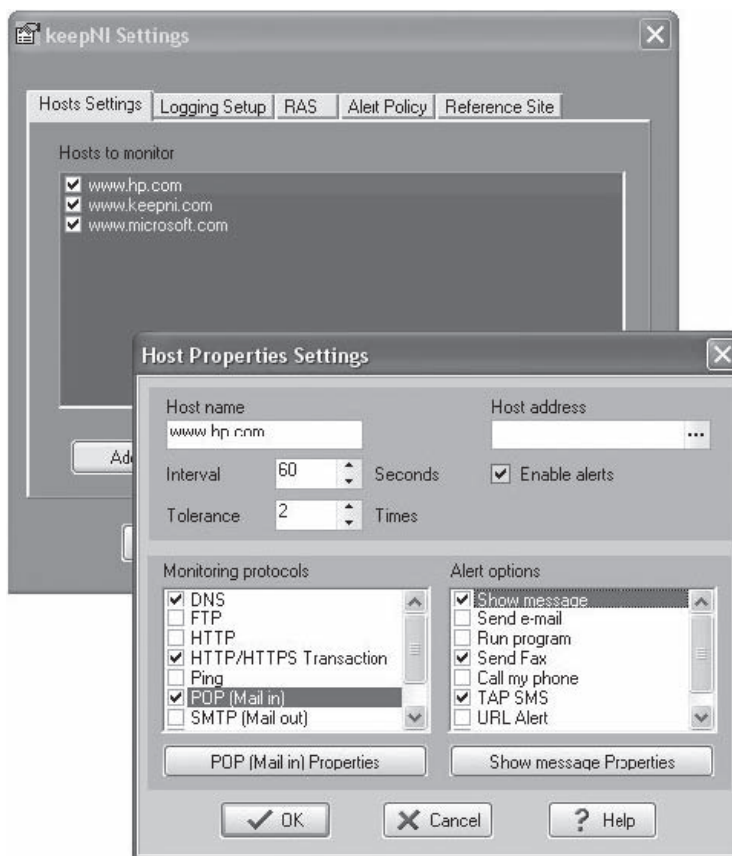 keepNI Settings
Hosts Settings Logging Setup RAS Alert Policy Reference Site
Hosts to monitor
www.hp.com
www.keepni.com
www.microsoft.com
Host Properties Settings
Host name Host address
www.hp.com ...
Ad
Interval 60 Seconds Enable alerts
Tolerance 2 Times
Monitoring protocols Alert options
DNS Show message
FTP Send e-mail
HTTP Run program
HTTP/HTTPS Transaction Send Fax
Ping Call my phone
POP (Mail in) TAP SMS
SMTP (Mail out) URL Alert
POP (Mail in) Properties Show message Properties
OK Cancel ? Help